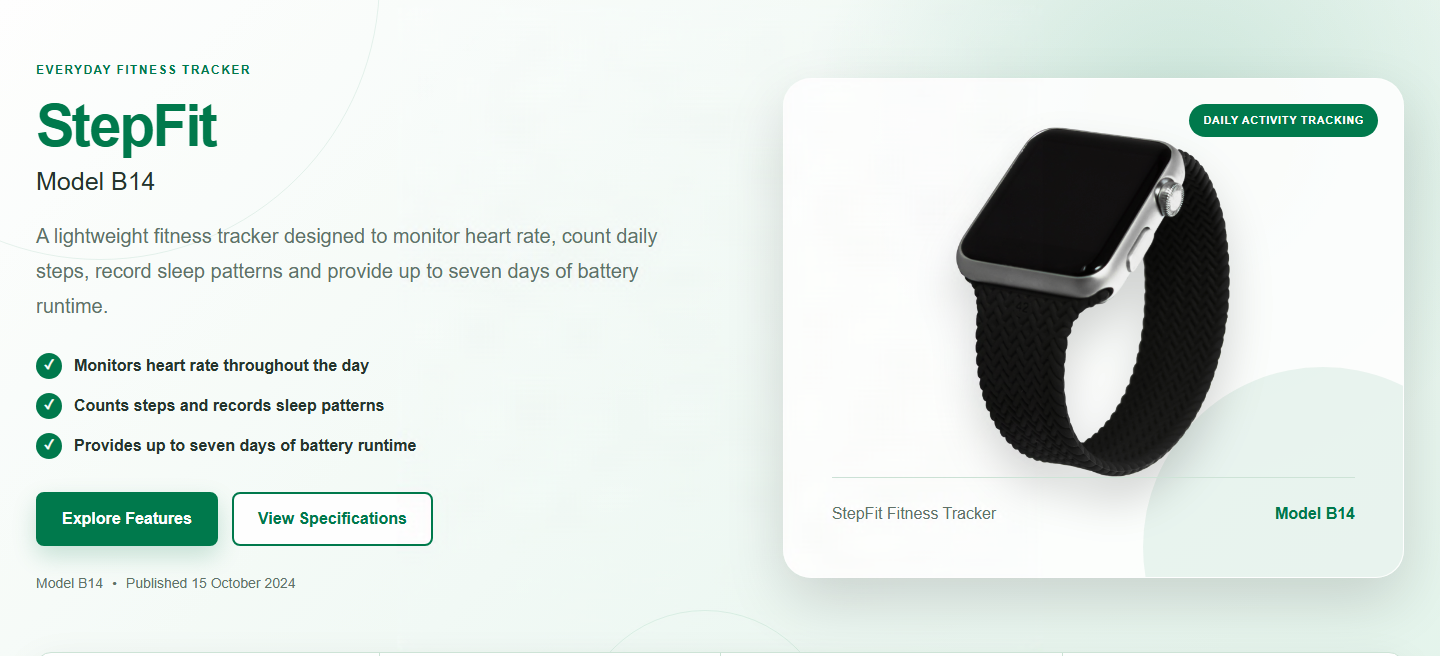 EVERYDAY FITNESS TRACKER
StepFit
Model B14
A lightweight fitness tracker designed to monitor heart rate, count daily
steps, record sleep patterns and provide up to seven days of battery
runtime.
Monitors heart rate throughout the day
Counts steps and records sleep patterns
Provides up to seven days of battery runtime
Explore Features
View Specifications
Model B14 • Published 15 October 2024
DAILY ACTIVITY TRACKING
StepFit Fitness Tracker
Model B14